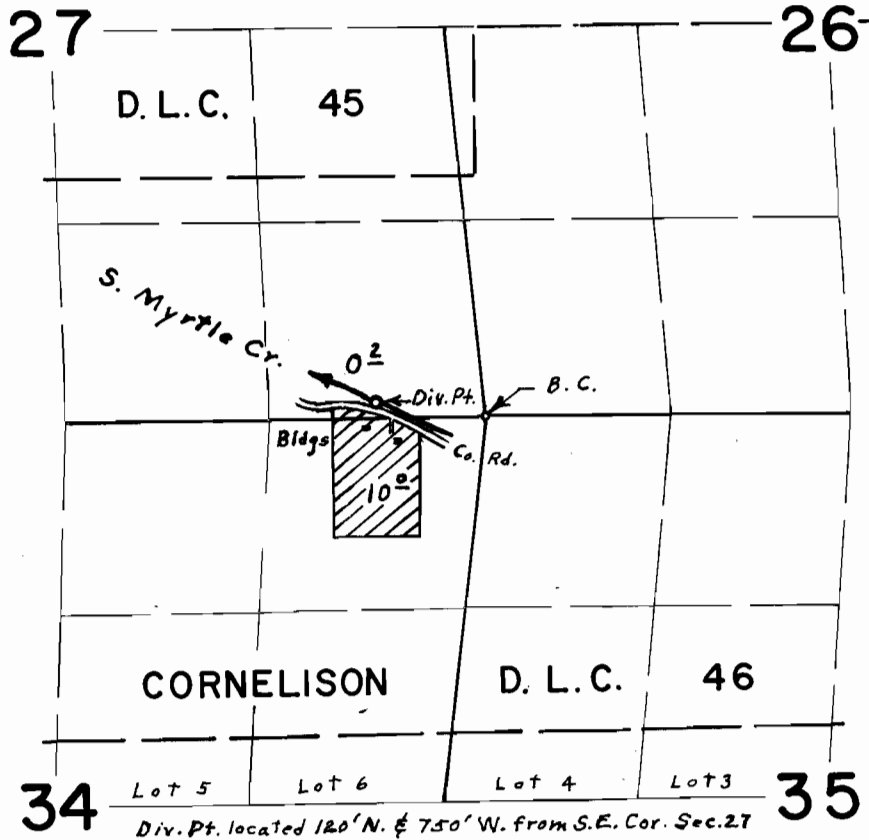 27 26
D. L. C. 45
S. Myrtle Cr.
0 2
Div. Pt.
B. C.
Bldgs
Co. Rd.
10 0
CORNELISON D. L. C. 46
34 Lot 5 Lot 6 Lot 4 Lot 3 35
Div. Pt. located 120' N. & 750' W. from S.E. Cor. Sec. 27